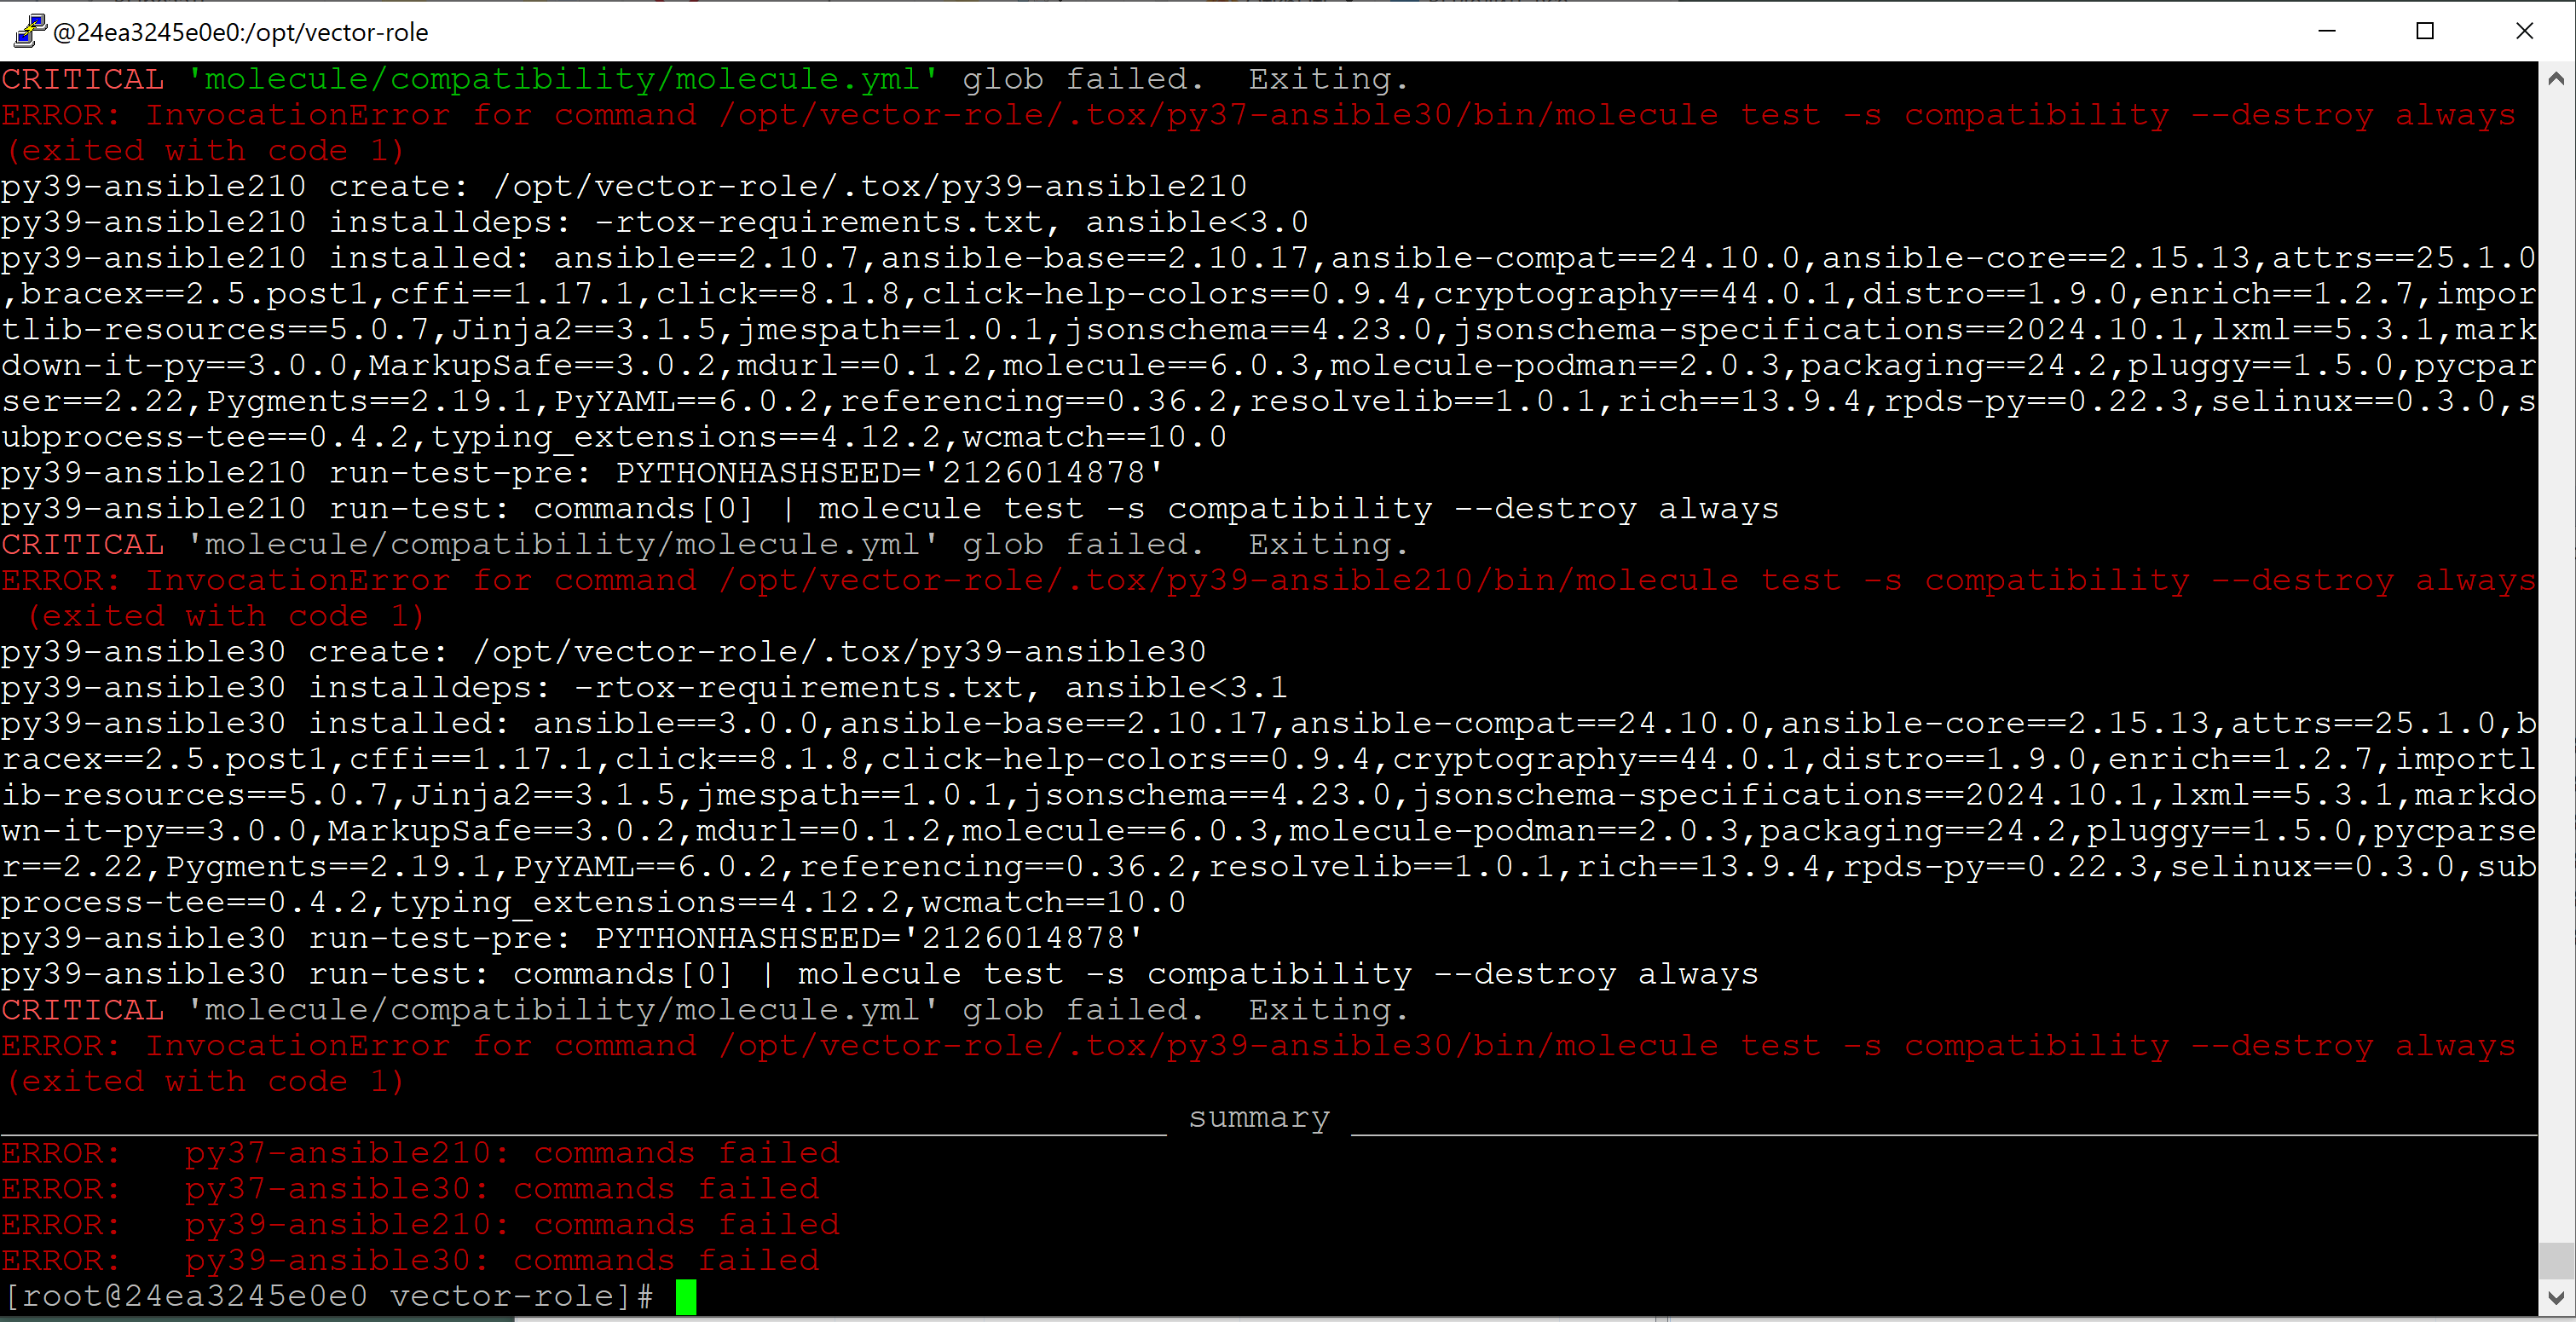 @24ea3245e0e0:/opt/vector-role
CRITICAL 'molecule/compatibility/molecule.yml' glob failed.  Exiting.
ERROR: InvocationError for command /opt/vector-role/.tox/py37-ansible30/bin/molecule test -s compatibility --destroy always
(exited with code 1)
py39-ansible210 create: /opt/vector-role/.tox/py39-ansible210
py39-ansible210 installdeps: -rtox-requirements.txt, ansible<3.0
py39-ansible210 installed: ansible==2.10.7,ansible-base==2.10.17,ansible-compat==24.10.0,ansible-core==2.15.13,attrs==25.1.0
,bracex==2.5.post1,cffi==1.17.1,click==8.1.8,click-help-colors==0.9.4,cryptography==44.0.1,distro==1.9.0,enrich==1.2.7,impor
tlib-resources==5.0.7,Jinja2==3.1.5,jmespath==1.0.1,jsonschema==4.23.0,jsonschema-specifications==2024.10.1,lxml==5.3.1,mark
down-it-py==3.0.0,MarkupSafe==3.0.2,mdurl==0.1.2,molecule==6.0.3,molecule-podman==2.0.3,packaging==24.2,pluggy==1.5.0,pycpar
ser==2.22,Pygments==2.19.1,PyYAML==6.0.2,referencing==0.36.2,resolvelib==1.0.1,rich==13.9.4,rpds-py==0.22.3,selinux==0.3.0,s
ubprocess-tee==0.4.2,typing_extensions==4.12.2,wcmatch==10.0
py39-ansible210 run-test-pre: PYTHONHASHSEED='2126014878'
py39-ansible210 run-test: commands[0] | molecule test -s compatibility --destroy always
CRITICAL 'molecule/compatibility/molecule.yml' glob failed.  Exiting.
ERROR: InvocationError for command /opt/vector-role/.tox/py39-ansible210/bin/molecule test -s compatibility --destroy always
 (exited with code 1)
py39-ansible30 create: /opt/vector-role/.tox/py39-ansible30
py39-ansible30 installdeps: -rtox-requirements.txt, ansible<3.1
py39-ansible30 installed: ansible==3.0.0,ansible-base==2.10.17,ansible-compat==24.10.0,ansible-core==2.15.13,attrs==25.1.0,b
racex==2.5.post1,cffi==1.17.1,click==8.1.8,click-help-colors==0.9.4,cryptography==44.0.1,distro==1.9.0,enrich==1.2.7,importl
ib-resources==5.0.7,Jinja2==3.1.5,jmespath==1.0.1,jsonschema==4.23.0,jsonschema-specifications==2024.10.1,lxml==5.3.1,markdo
wn-it-py==3.0.0,MarkupSafe==3.0.2,mdurl==0.1.2,molecule==6.0.3,molecule-podman==2.0.3,packaging==24.2,pluggy==1.5.0,pycparse
r==2.22,Pygments==2.19.1,PyYAML==6.0.2,referencing==0.36.2,resolvelib==1.0.1,rich==13.9.4,rpds-py==0.22.3,selinux==0.3.0,sub
process-tee==0.4.2,typing_extensions==4.12.2,wcmatch==10.0
py39-ansible30 run-test-pre: PYTHONHASHSEED='2126014878'
py39-ansible30 run-test: commands[0] | molecule test -s compatibility --destroy always
CRITICAL 'molecule/compatibility/molecule.yml' glob failed.  Exiting.
ERROR: InvocationError for command /opt/vector-role/.tox/py39-ansible30/bin/molecule test -s compatibility --destroy always
(exited with code 1)
summary
ERROR:   py37-ansible210: commands failed
ERROR:   py37-ansible30: commands failed
ERROR:   py39-ansible210: commands failed
ERROR:   py39-ansible30: commands failed
[root@24ea3245e0e0 vector-role]#